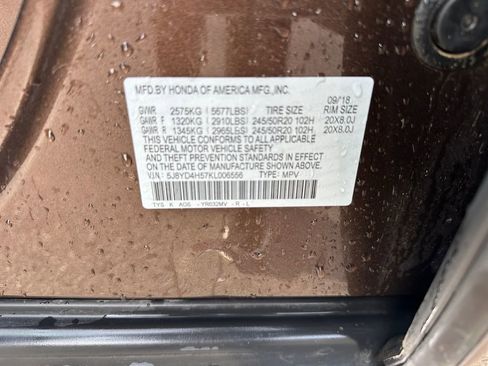 MFD.BY HONDA OF AMERICA MFG.,INC. 09/18
GVWR 2575KG (5677LBS) TIRE SIZE RIM SIZE
GAWR F 1320KG (2910LBS) 245/50R20 102H 20X8.0J
GAWR R 1345KG (2965LBS) 245/50R20 102H 20X8.0J
THIS VEHICLE CONFORMS TO ALL APPLICABLE
FEDERAL MOTOR VEHICLE SAFETY
AND THEFT PREVENTION STANDARDS IN EFFECT
ON THE DATE OF MANUFACTURE SHOWN ABOVE.
V.I.N: 5J8YD4H57KL006556 TYPE: MPV
TYS K AGG - YR632MV - R - L